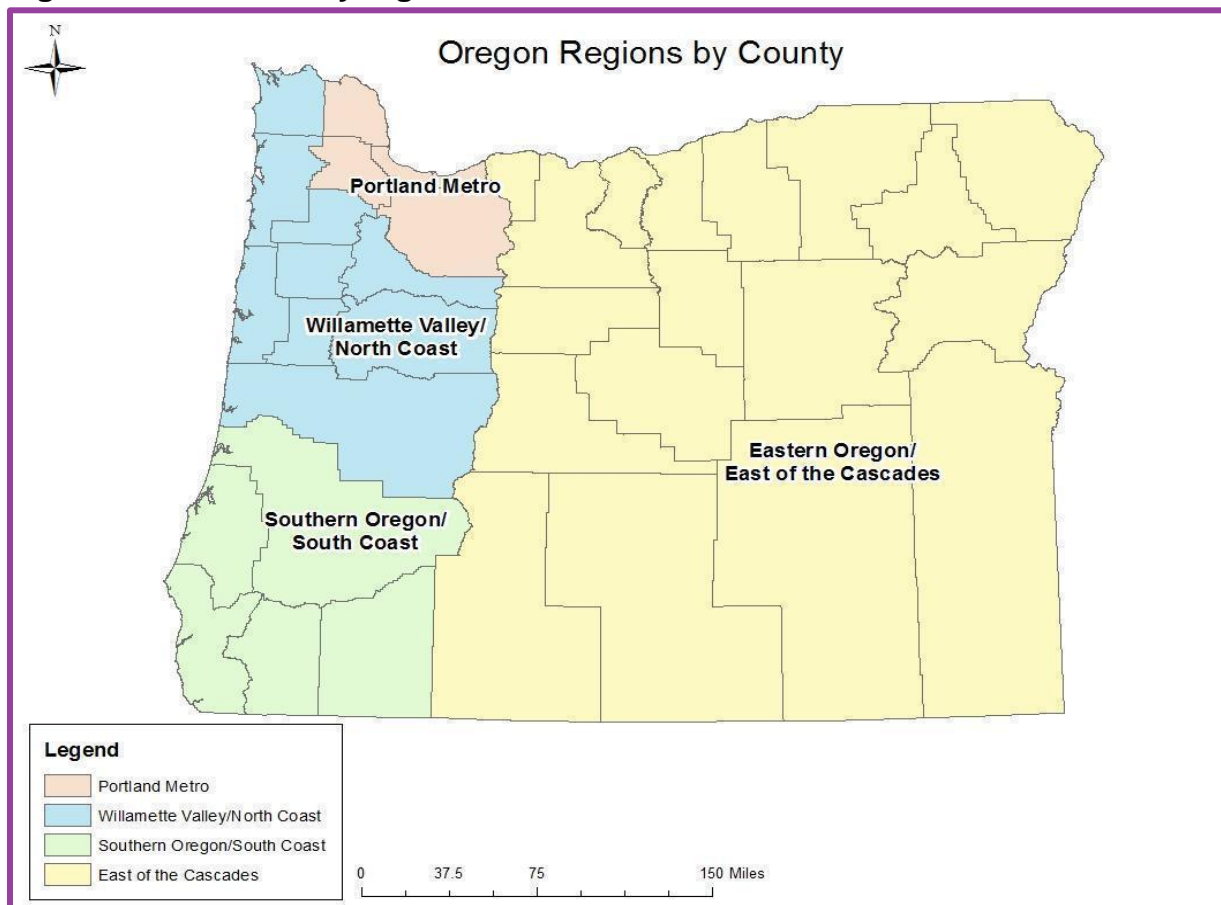 N
Oregon Regions by County
Portland Metro
Willamette Valley/
North Coast
Eastern Oregon/
East of the Cascades
Southern Oregon/
South Coast
Legend
Portland Metro
Willamette Valley/North Coast
Southern Oregon/South Coast
East of the Cascades
0 37.5 75 150 Miles